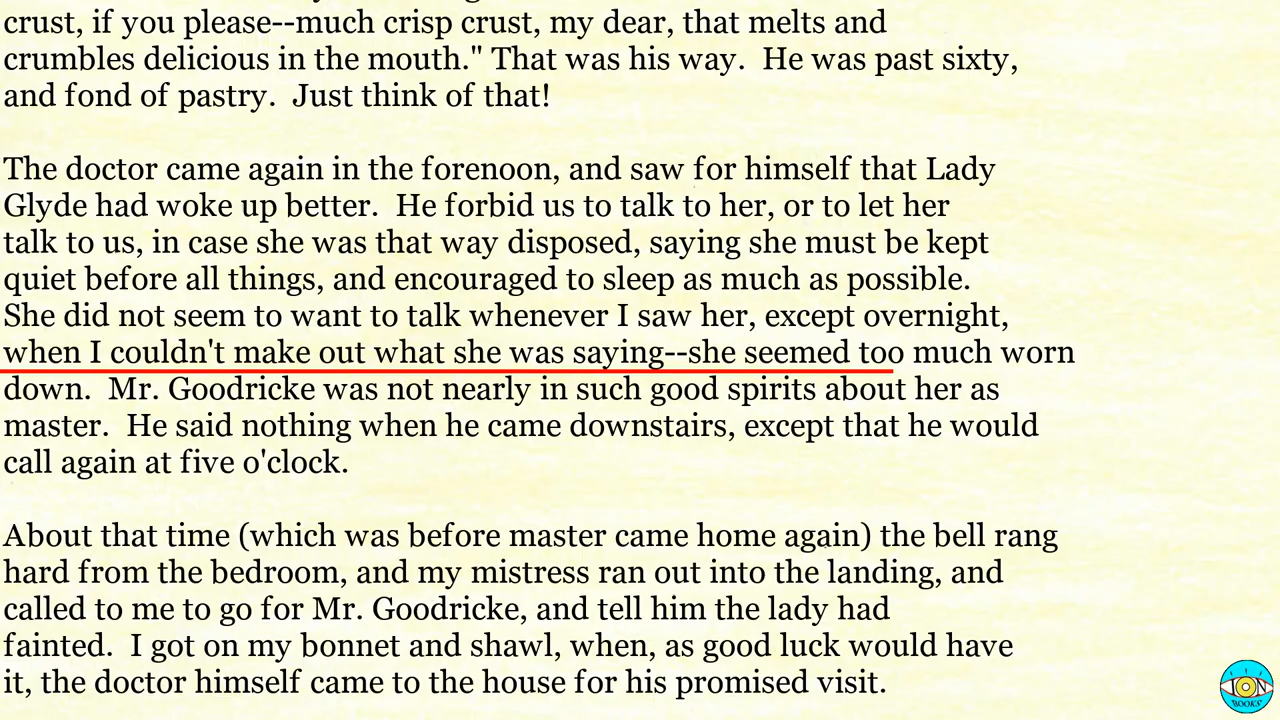 crust, if you please--much crisp crust, my dear, that melts and
crumbles delicious in the mouth." That was his way.  He was past sixty,
and fond of pastry.  Just think of that!
The doctor came again in the forenoon, and saw for himself that Lady
Glyde had woke up better.  He forbid us to talk to her, or to let her
talk to us, in case she was that way disposed, saying she must be kept
quiet before all things, and encouraged to sleep as much as possible.
She did not seem to want to talk whenever I saw her, except overnight,
when I couldn't make out what she was saying--she seemed too much worn
down.  Mr. Goodricke was not nearly in such good spirits about her as
master.  He said nothing when he came downstairs, except that he would
call again at five o'clock.
About that time (which was before master came home again) the bell rang
hard from the bedroom, and my mistress ran out into the landing, and
called to me to go for Mr. Goodricke, and tell him the lady had
fainted.  I got on my bonnet and shawl, when, as good luck would have
it, the doctor himself came to the house for his promised visit.
ION
BOOKS